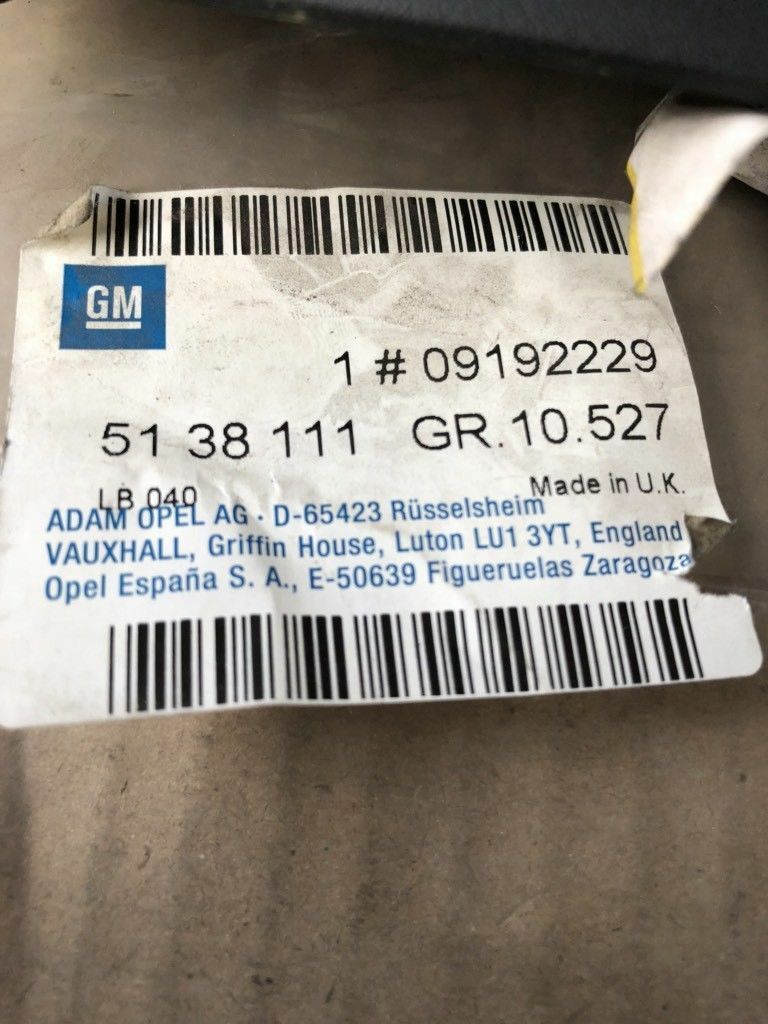 GM
1 # 09192229
51 38 111 GR.10.527
LB 040 Made in U.K.
ADAM OPEL AG · D-65423 Rüsselsheim
VAUXHALL, Griffin House, Luton LU1 3YT, England
Opel España S. A., E-50639 Figueruelas Zaragoza